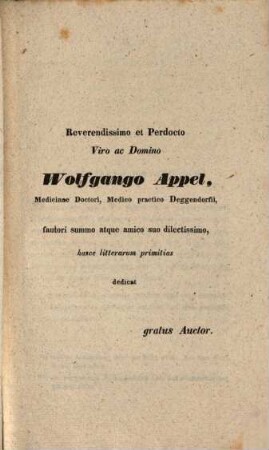 Reverendissimo et Perdocto
Viro ac Domino
Wolfgango Appel,
Medicinae Doctori, Medico practico Deggendorfii,
fautori summo atque amico suo dilectissimo,
hasce litterarum primitias
dedicat
gratus Auctor.